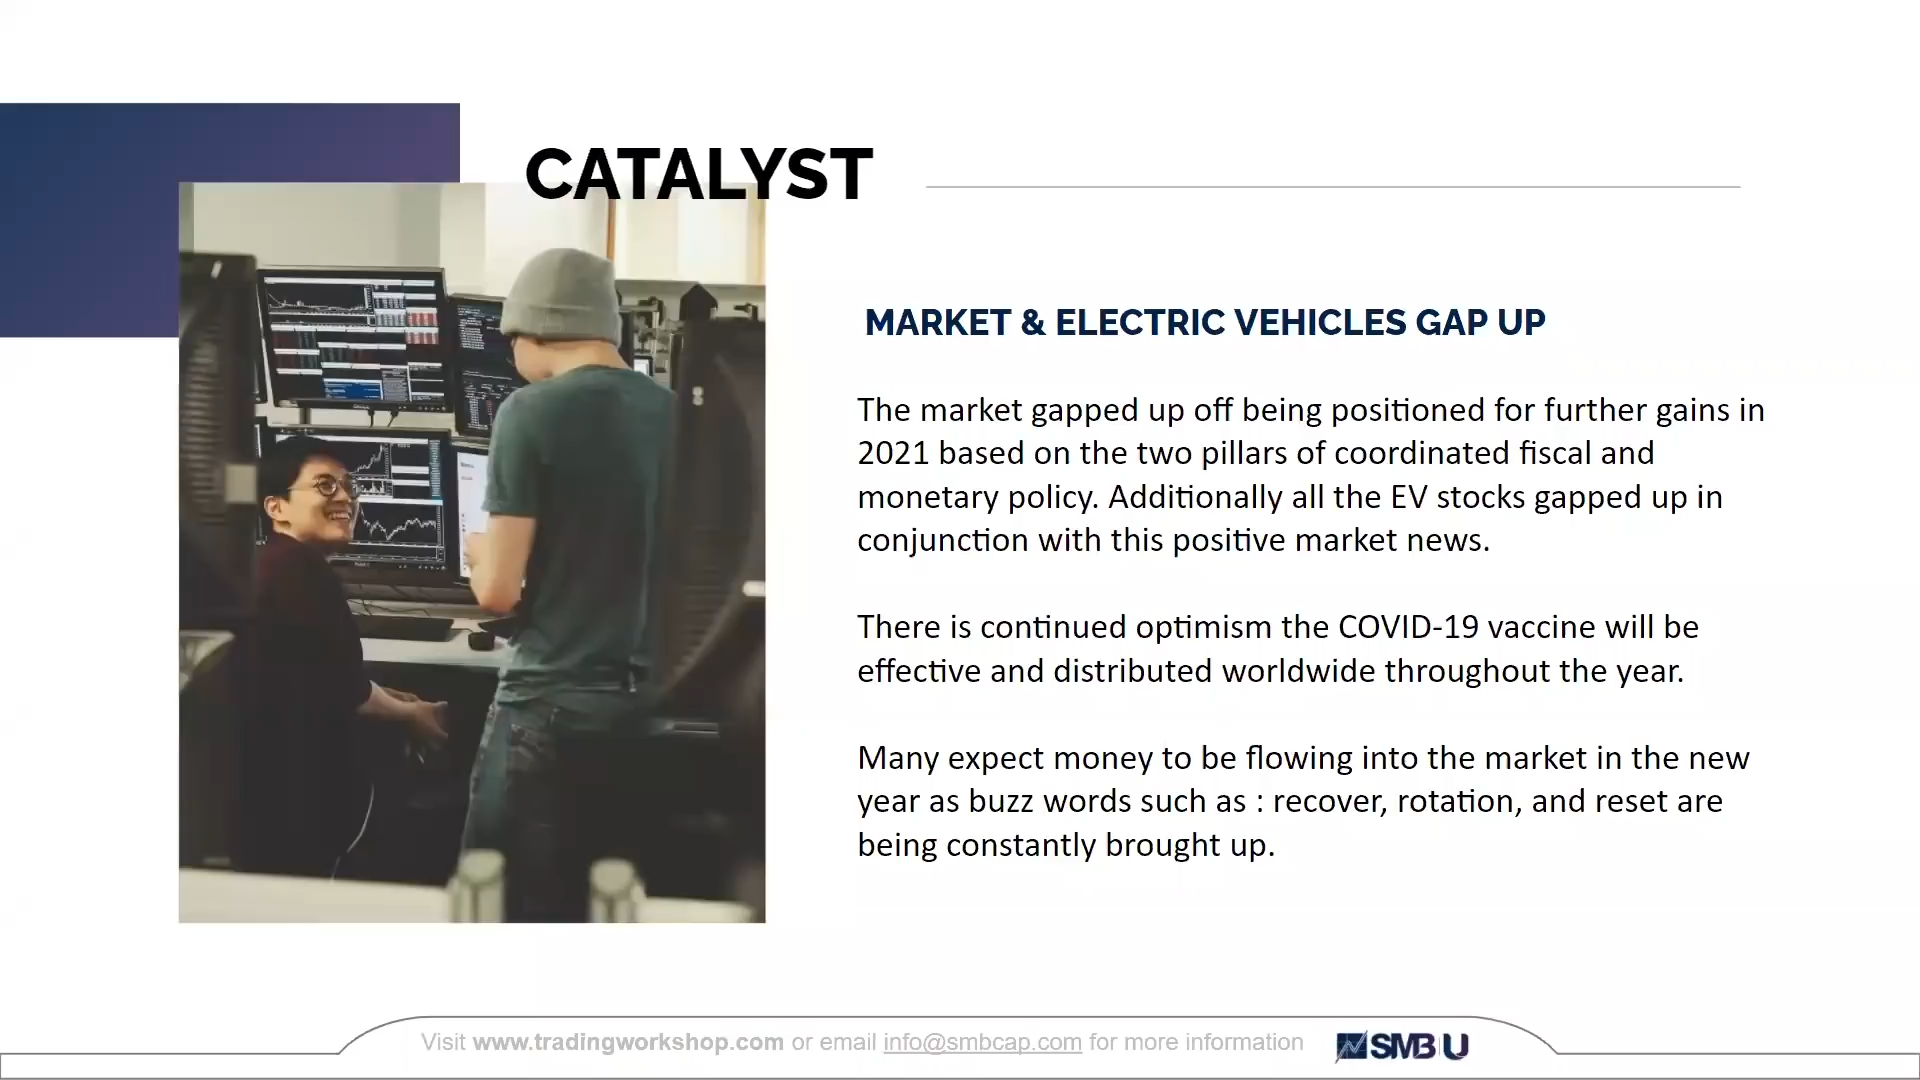 CATALYST
MARKET & ELECTRIC VEHICLES GAP UP
The market gapped up off being positioned for further gains in
2021 based on the two pillars of coordinated fiscal and
monetary policy. Additionally all the EV stocks gapped up in
conjunction with this positive market news.
There is continued optimism the COVID-19 vaccine will be
effective and distributed worldwide throughout the year.
Many expect money to be flowing into the market in the new
year as buzz words such as : recover, rotation, and reset are
being constantly brought up.
Visit www.tradingworkshop.com or email info@smbcap.com for more information
SMB U